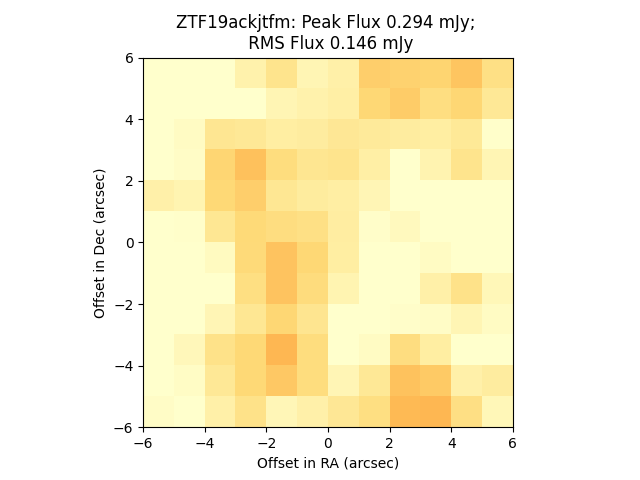 ZTF19ackjtfm: Peak Flux 0.294 mJy;
RMS Flux 0.146 mJy
6
4
2
0
−2
−4
−6
Offset in Dec (arcsec)
−6 −4 −2 0 2 4 6
Offset in RA (arcsec)